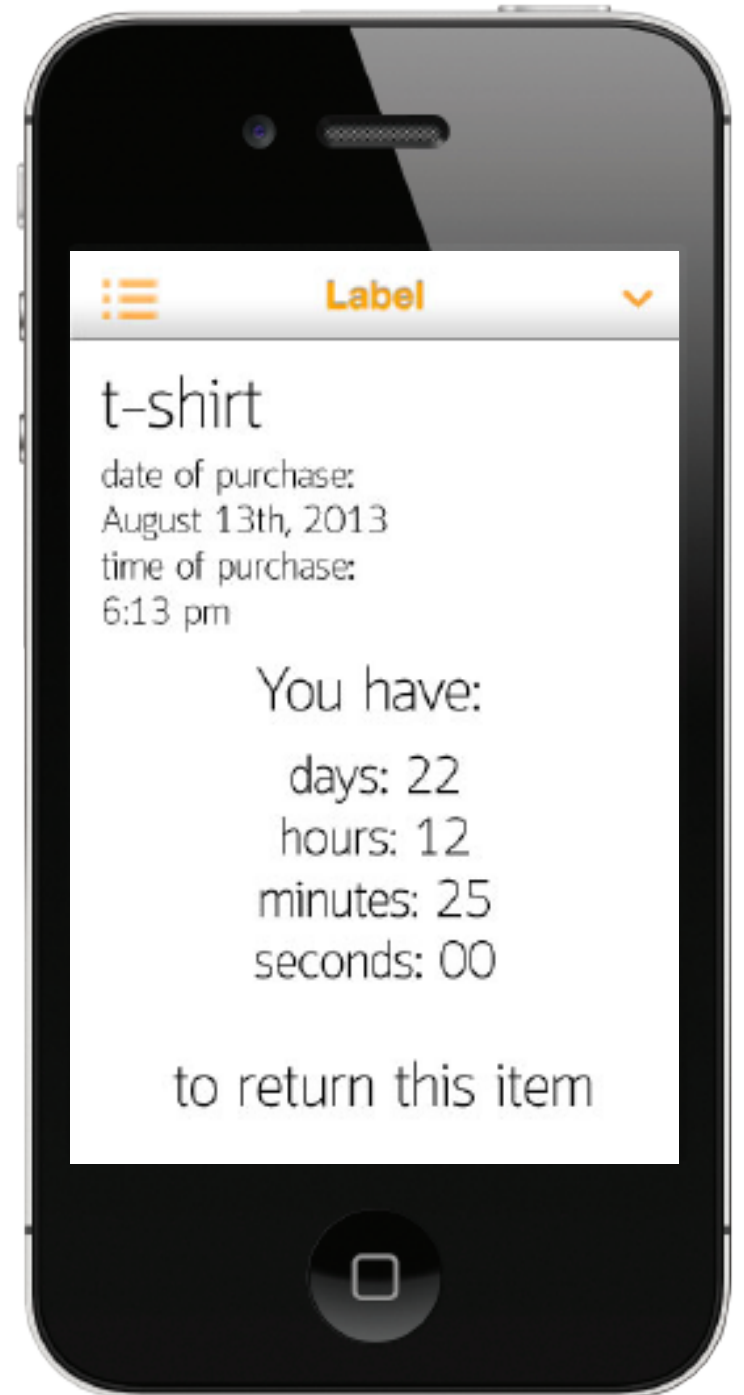 Label
t-shirt
date of purchase:
August 13th, 2013
time of purchase:
6:13 pm
You have:
days: 22
hours: 12
minutes: 25
seconds: 00
to return this item